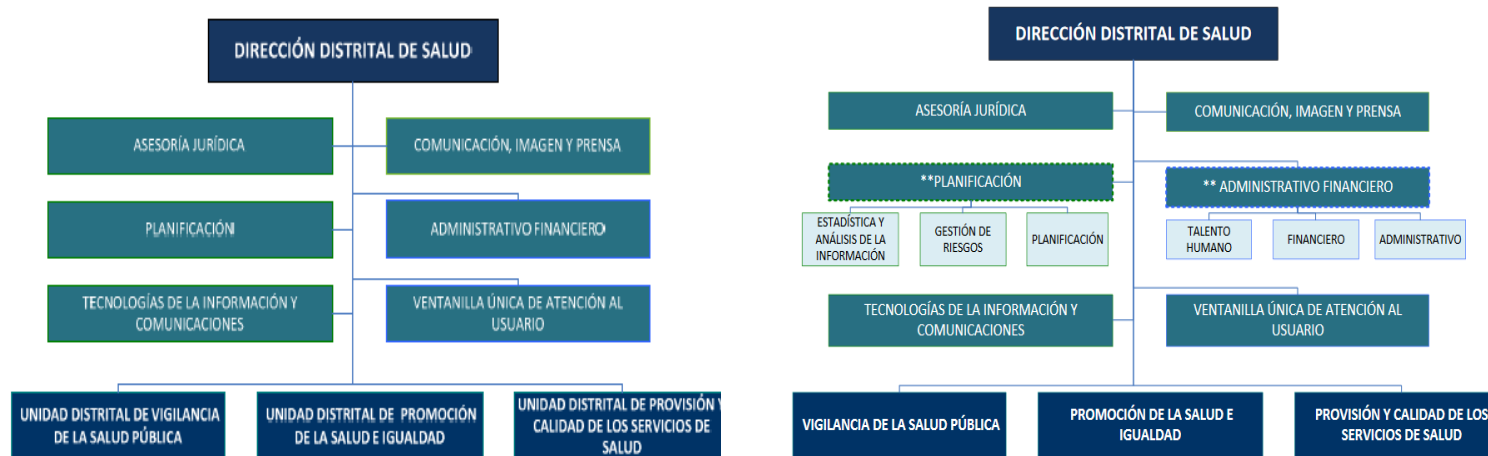 DIRECCIÓN DISTRITAL DE SALUD
ASESORÍA JURÍDICA
COMUNICACIÓN, IMAGEN Y PRENSA
PLANIFICACIÓN
ADMINISTRATIVO FINANCIERO
TECNOLOGÍAS DE LA INFORMACIÓN Y
COMUNICACIONES
VENTANILLA ÚNICA DE ATENCIÓN AL
USUARIO
UNIDAD DISTRITAL DE VIGILANCIA
DE LA SALUD PÚBLICA
UNIDAD DISTRITAL DE PROMOCIÓN
DE LA SALUD E IGUALDAD
UNIDAD DISTRITAL DE PROVISIÓN Y
CALIDAD DE LOS SERVICIOS DE
SALUD
DIRECCIÓN DISTRITAL DE SALUD
ASESORÍA JURÍDICA
COMUNICACIÓN, IMAGEN Y PRENSA
**PLANIFICACIÓN
** ADMINISTRATIVO FINANCIERO
ESTADÍSTICA Y
ANÁLISIS DE LA
INFORMACIÓN
GESTIÓN DE
RIESGOS
PLANIFICACIÓN
TALENTO
HUMANO
FINANCIERO
ADMINISTRATIVO
TECNOLOGÍAS DE LA INFORMACIÓN Y
COMUNICACIONES
VENTANILLA ÚNICA DE ATENCIÓN AL
USUARIO
VIGILANCIA DE LA SALUD PÚBLICA
PROMOCIÓN DE LA SALUD E
IGUALDAD
PROVISIÓN Y CALIDAD DE LOS
SERVICIOS DE SALUD